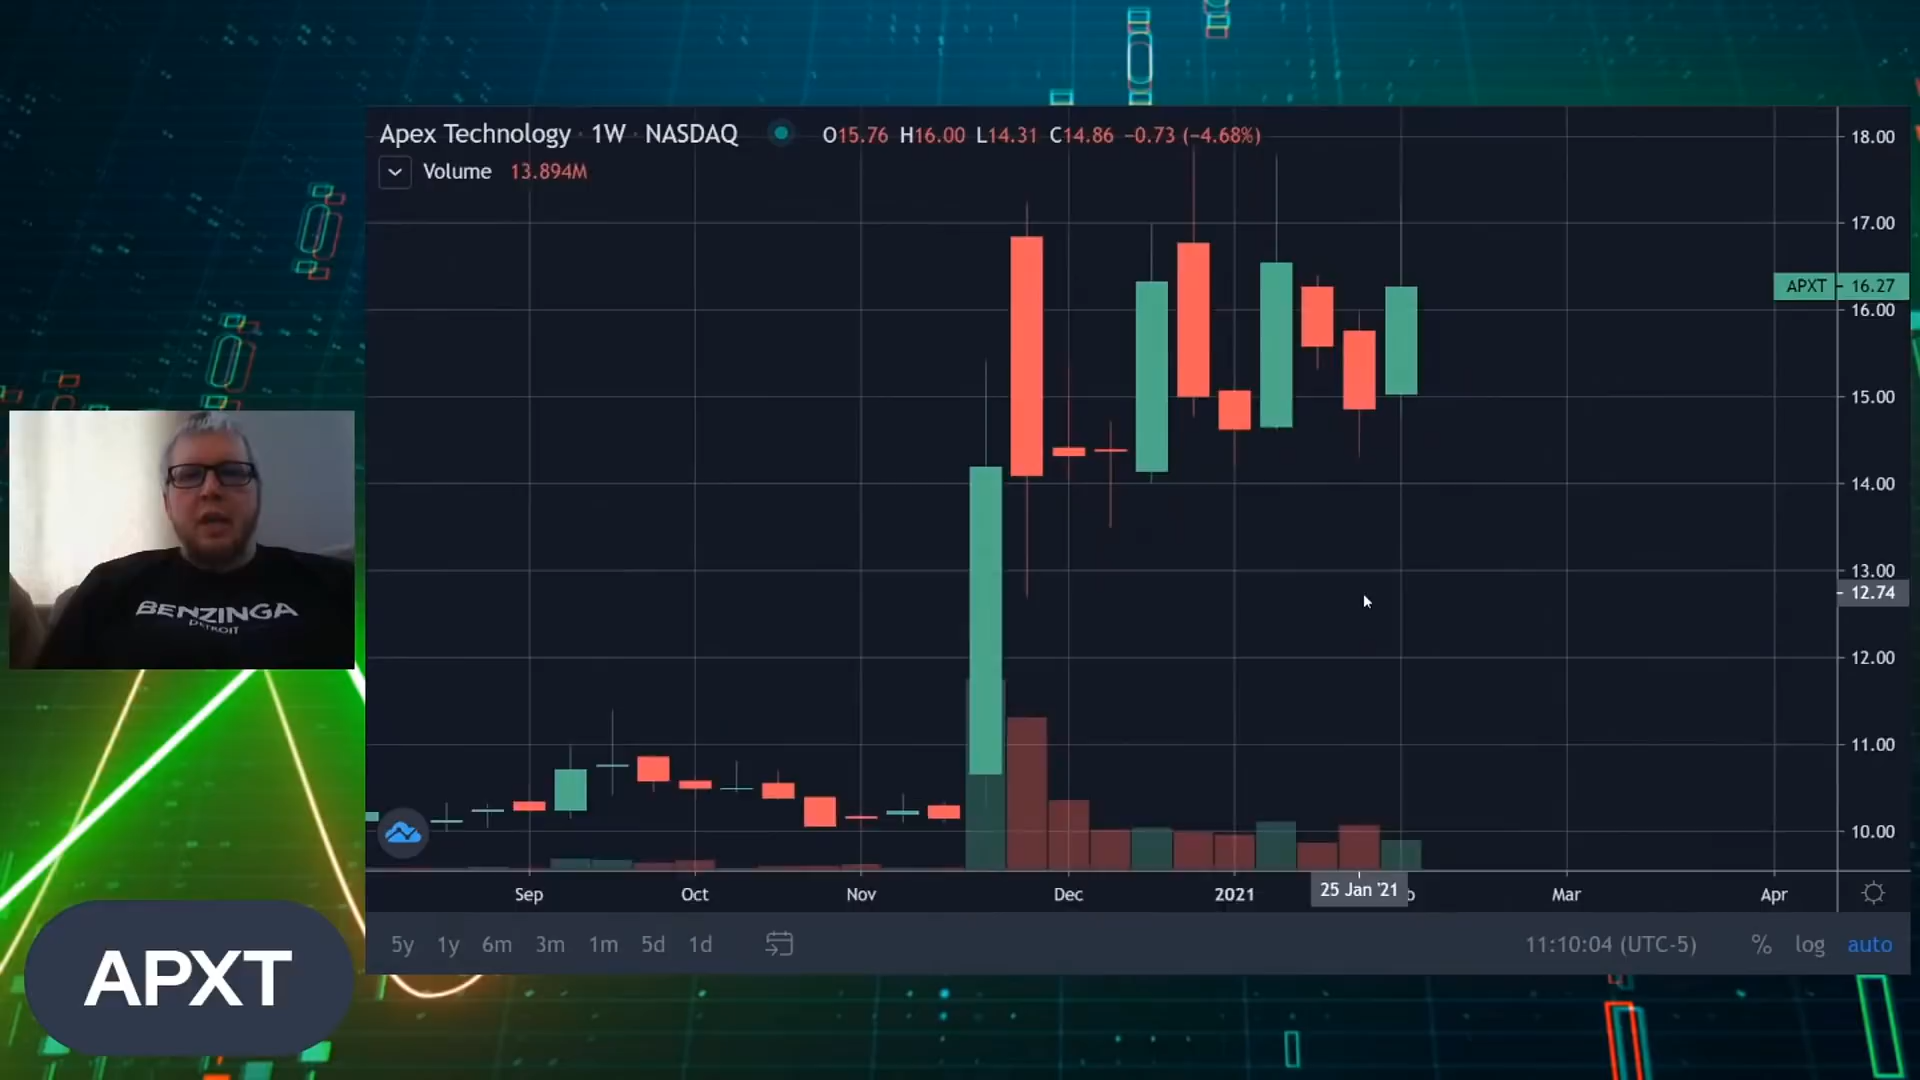 Apex Technology · 1W · NASDAQ O15.76 H16.00 L14.31 C14.86 −0.73 (−4.68%)
Volume 13.894M
18.00
17.00
APXT 16.27
16.00
15.00
14.00
13.00
12.74
12.00
11.00
10.00
BENZINGA
DETROIT
Sep Oct Nov Dec 2021 25 Jan '21 Mar Apr
5y 1y 6m 3m 1m 5d 1d 11:10:04 (UTC-5) % log auto
APXT